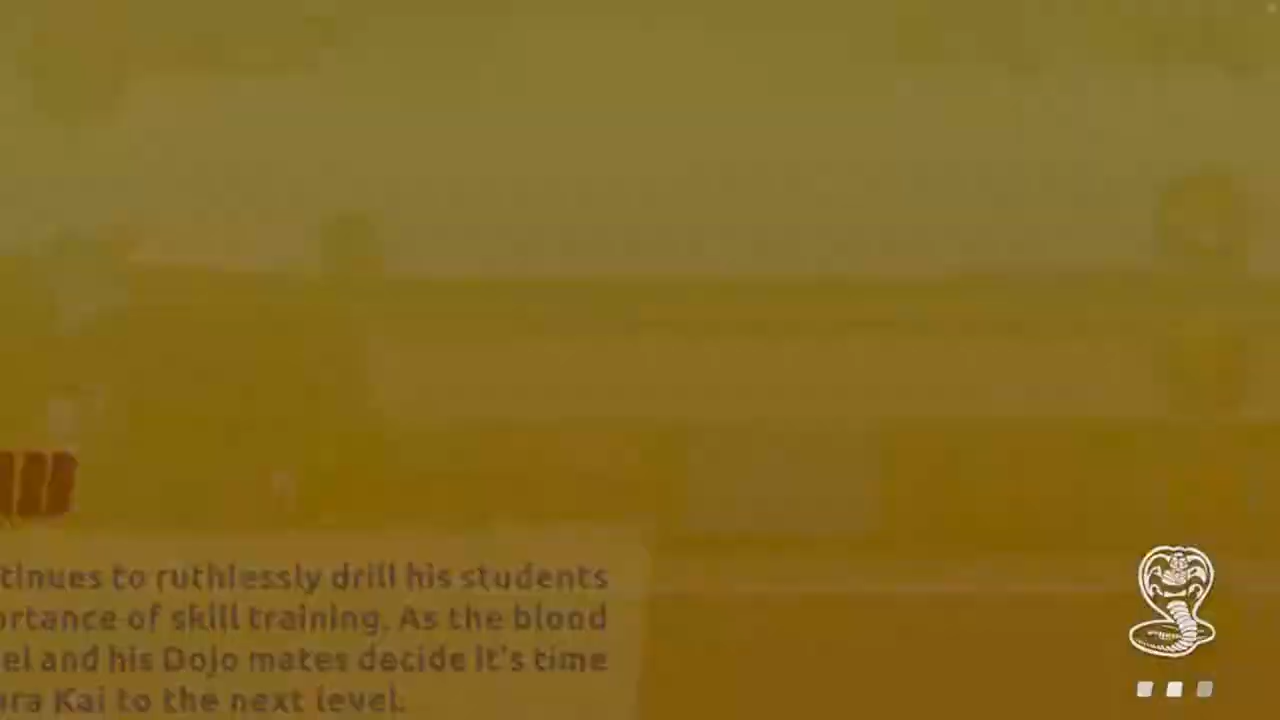 tinues to ruthlessly drill his students
ortance of skill training. As the blood
el and his Dojo mates decide it's time
ra Kai to the next level.